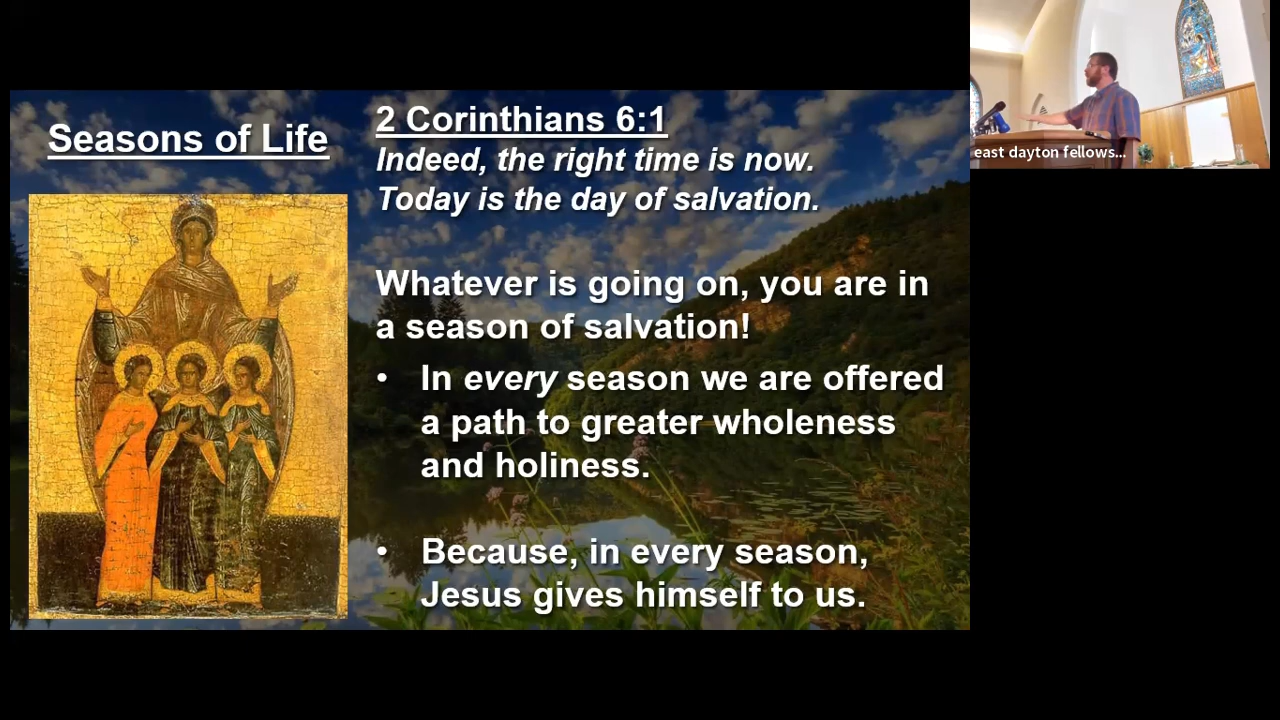 Seasons of Life
2 Corinthians 6:1
Indeed, the right time is now.
Today is the day of salvation.
Whatever is going on, you are in
a season of salvation!
• In every season we are offered
a path to greater wholeness
and holiness.
• Because, in every season,
Jesus gives himself to us.
east dayton fellows...